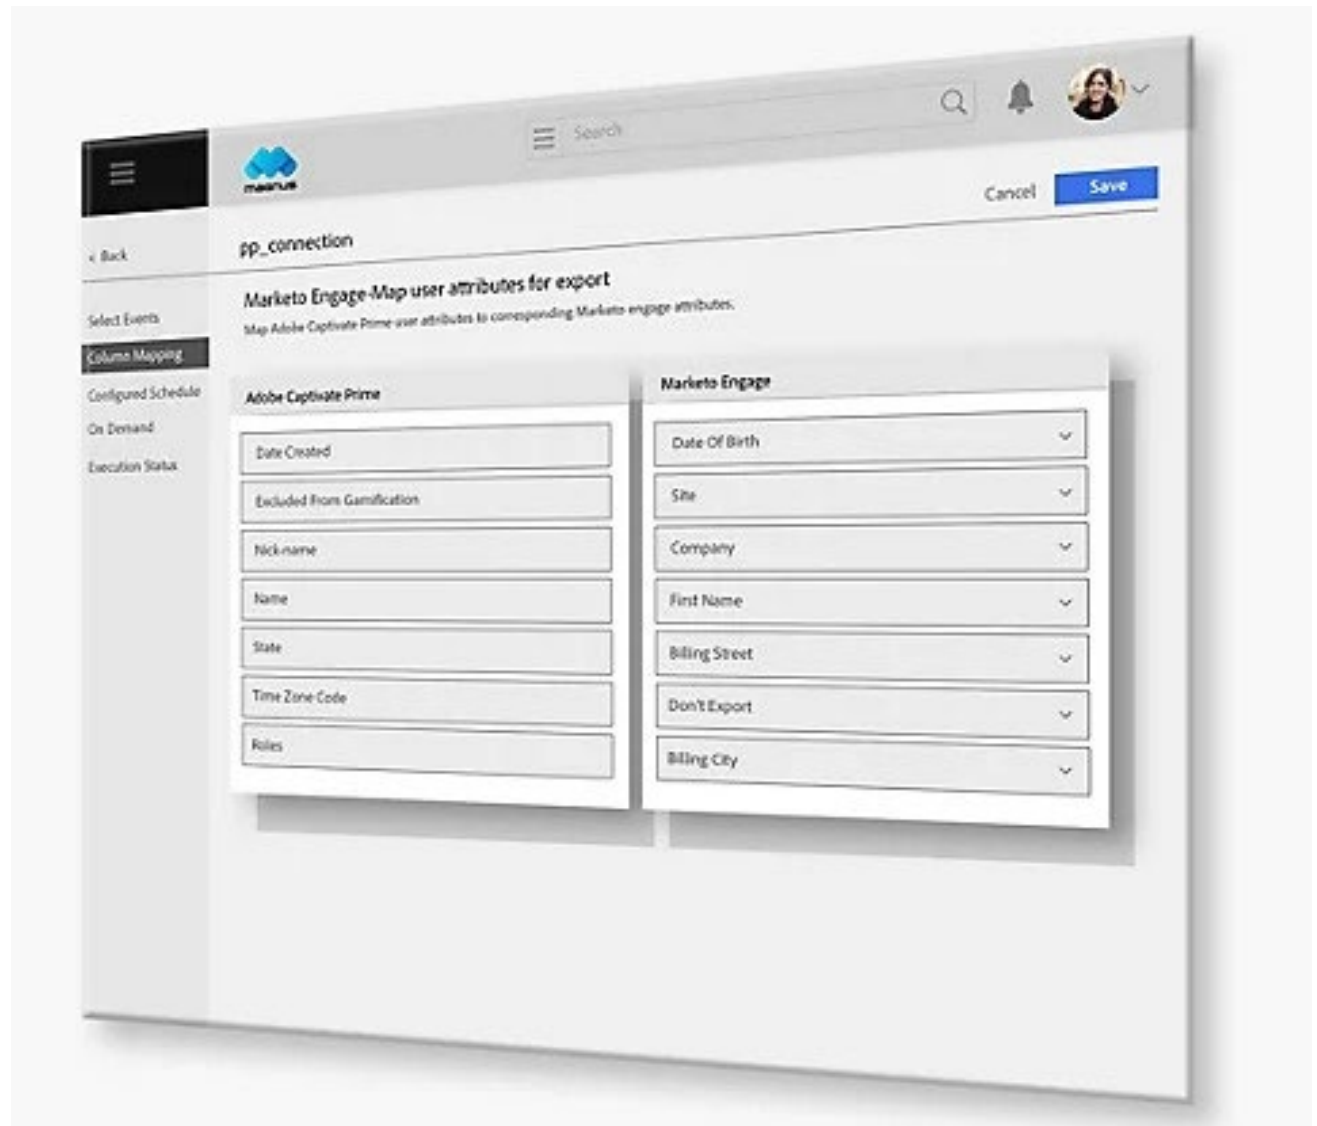 Search
magnus
Cancel
Save
< Back
pp_connection
Marketo Engage-Map user attributes for export
Map Adobe Captivate Prime user attributes to corresponding Marketo engage attributes.
Select Events
Column Mapping
Configured Schedule
On Demand
Execution Status
Adobe Captivate Prime
Date Created
Excluded From Gamification
Nick-name
Name
State
Time Zone Code
Roles
Marketo Engage
Date Of Birth
Site
Company
First Name
Billing Street
Don't Export
Billing City